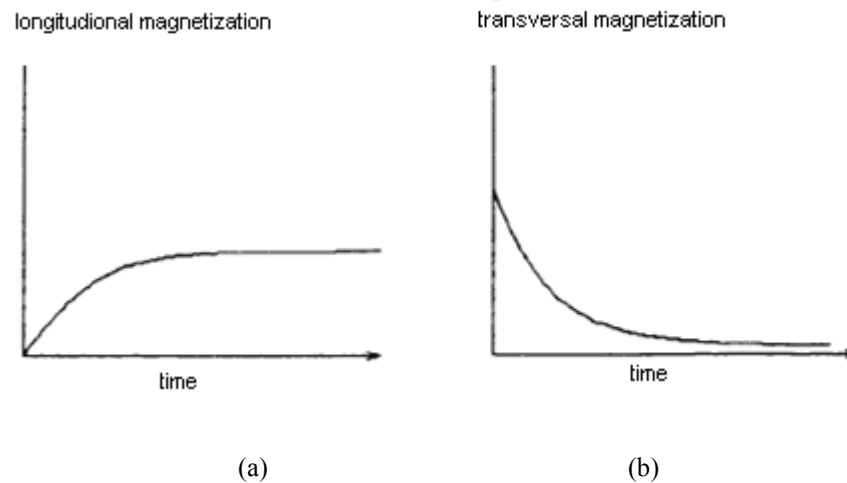 longitudional magnetization
transversal magnetization
time
time
(a)
(b)